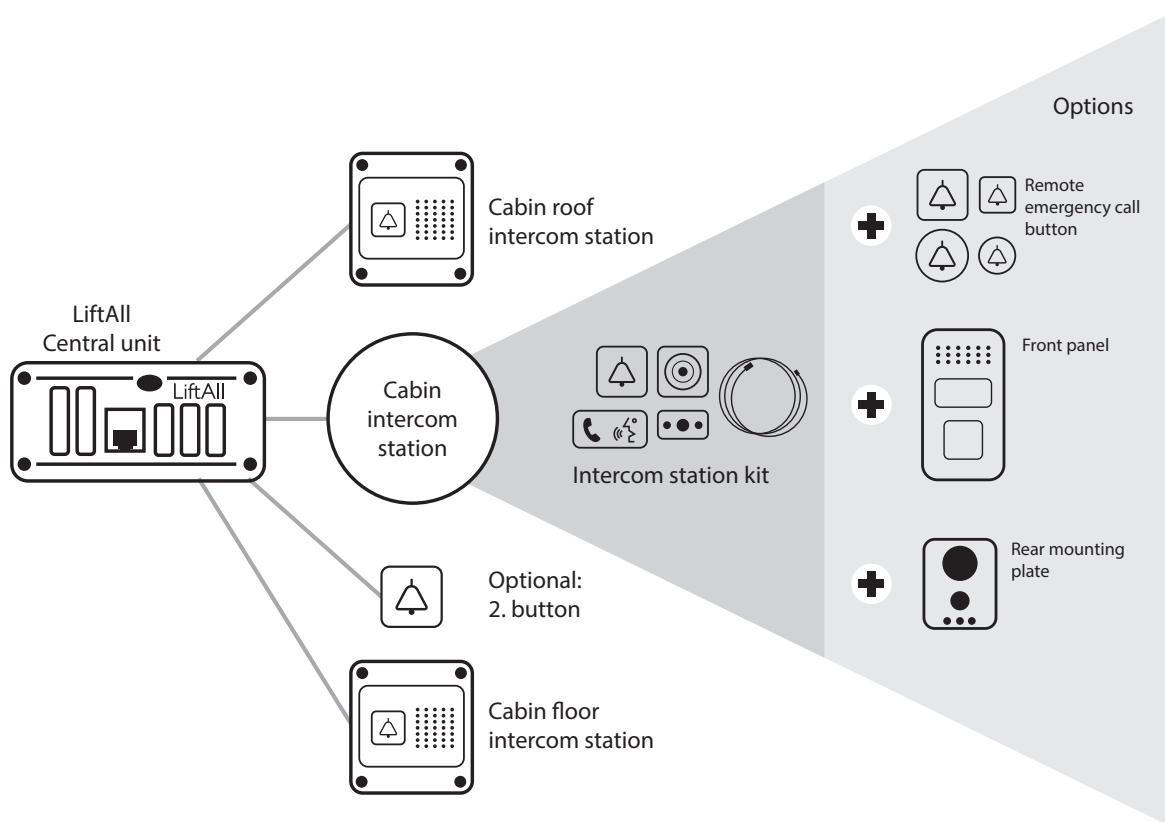 Options
Remote
emergency call
button
Cabin roof
intercom station
LiftAll
Central unit
LiftAll
Front panel
Cabin
intercom
station
Intercom station kit
Rear mounting
plate
Optional:
2. button
Cabin floor
intercom station